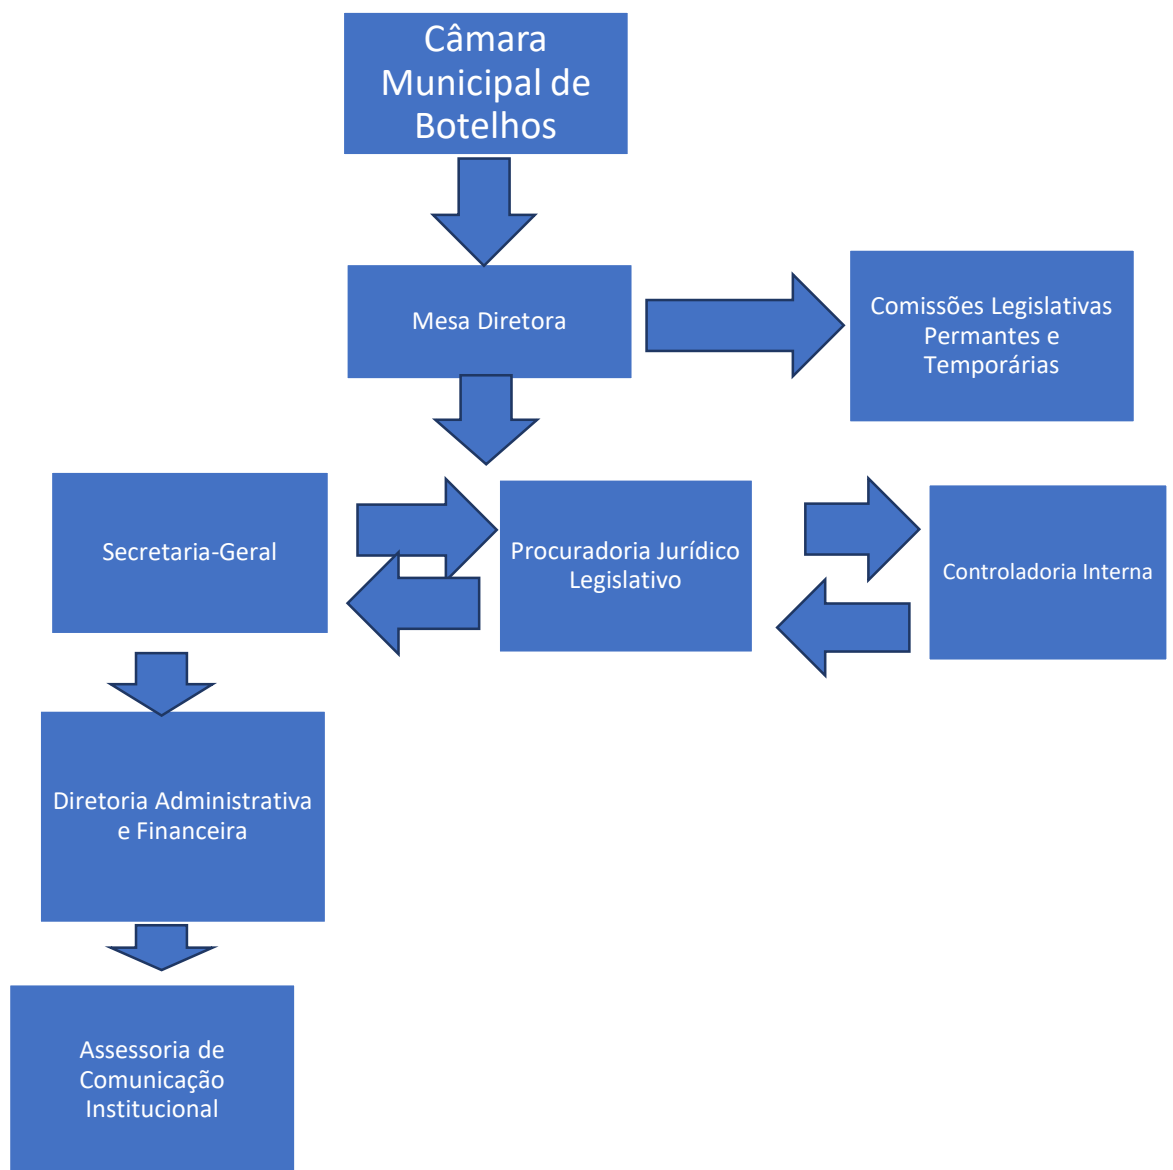 Câmara
Municipal de
Botelhos
Mesa Diretora
Comissões Legislativas
Permantes e
Temporárias
Secretaria-Geral
Procuradoria Jurídico
Legislativo
Controladoria Interna
Diretoria Administrativa
e Financeira
Assessoria de
Comunicação
Institucional